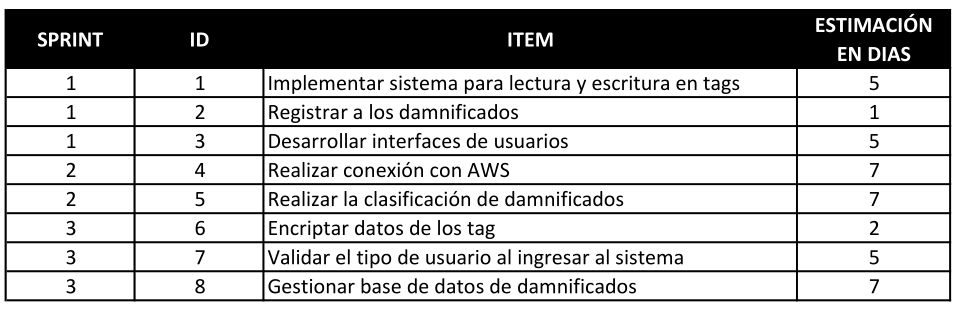 SPRINT ID ITEM ESTIMACIÓN EN DIAS
1 1 Implementar sistema para lectura y escritura en tags 5
1 2 Registrar a los damnificados 1
1 3 Desarrollar interfaces de usuarios 5
2 4 Realizar conexión con AWS 7
2 5 Realizar la clasificación de damnificados 7
3 6 Encriptar datos de los tag 2
3 7 Validar el tipo de usuario al ingresar al sistema 5
3 8 Gestionar base de datos de damnificados 7